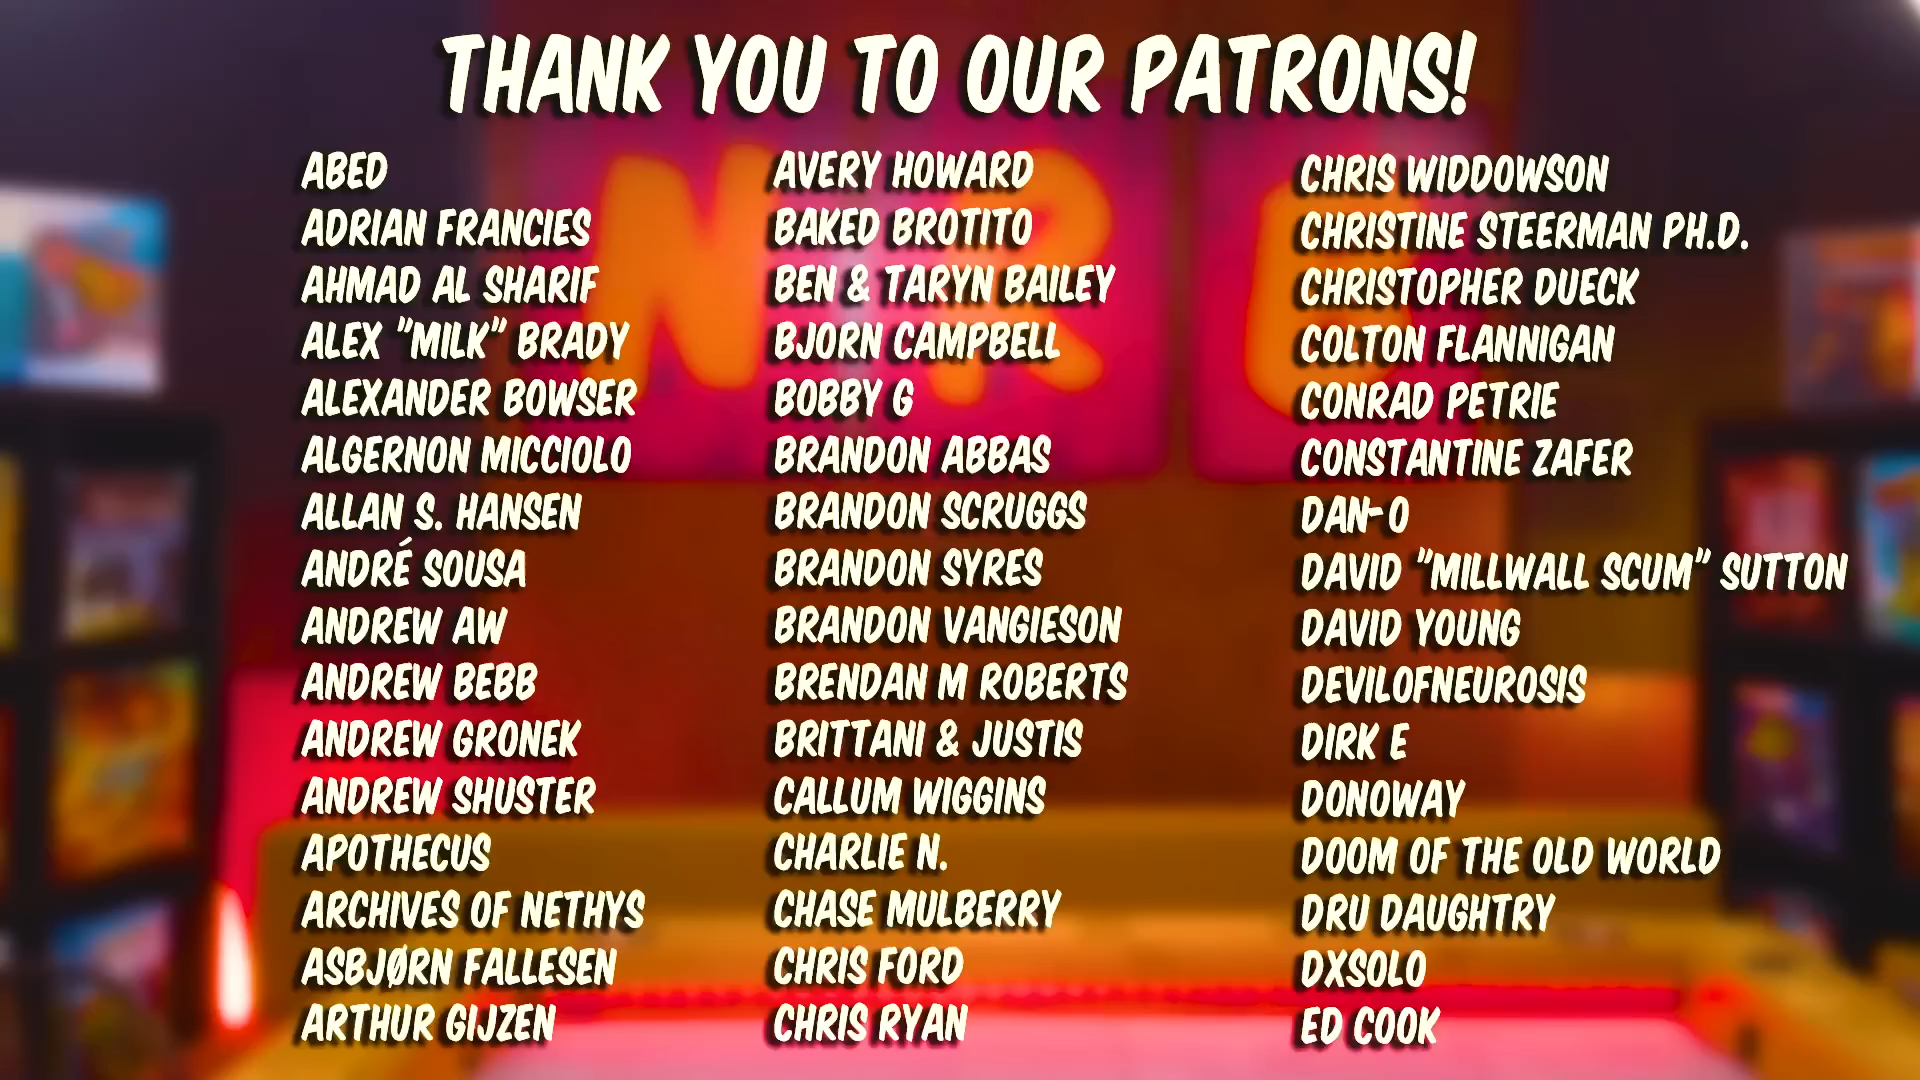 THANK YOU TO OUR PATRONS!
ABED
ADRIAN FRANCIES
AHMAD AL SHARIF
ALEX "MILK" BRADY
ALEXANDER BOWSER
ALGERNON MICCIOLO
ALLAN S. HANSEN
ANDRÉ SOUSA
ANDREW AW
ANDREW BEBB
ANDREW GRONEK
ANDREW SHUSTER
APOTHECUS
ARCHIVES OF NETHYS
ASBJØRN FALLESEN
ARTHUR GIJZEN
AVERY HOWARD
BAKED BROTITO
BEN & TARYN BAILEY
BJORN CAMPBELL
BOBBY G
BRANDON ABBAS
BRANDON SCRUGGS
BRANDON SYRES
BRANDON VANGIESON
BRENDAN M ROBERTS
BRITTANI & JUSTIS
CALLUM WIGGINS
CHARLIE N.
CHASE MULBERRY
CHRIS FORD
CHRIS RYAN
CHRIS WIDDOWSON
CHRISTINE STEERMAN PH.D.
CHRISTOPHER DUECK
COLTON FLANNIGAN
CONRAD PETRIE
CONSTANTINE ZAFER
DAN-O
DAVID "MILLWALL SCUM" SUTTON
DAVID YOUNG
DEVILOFNEUROSIS
DIRK E
DONOWAY
DOOM OF THE OLD WORLD
DRU DAUGHTRY
DXSOLO
ED COOK